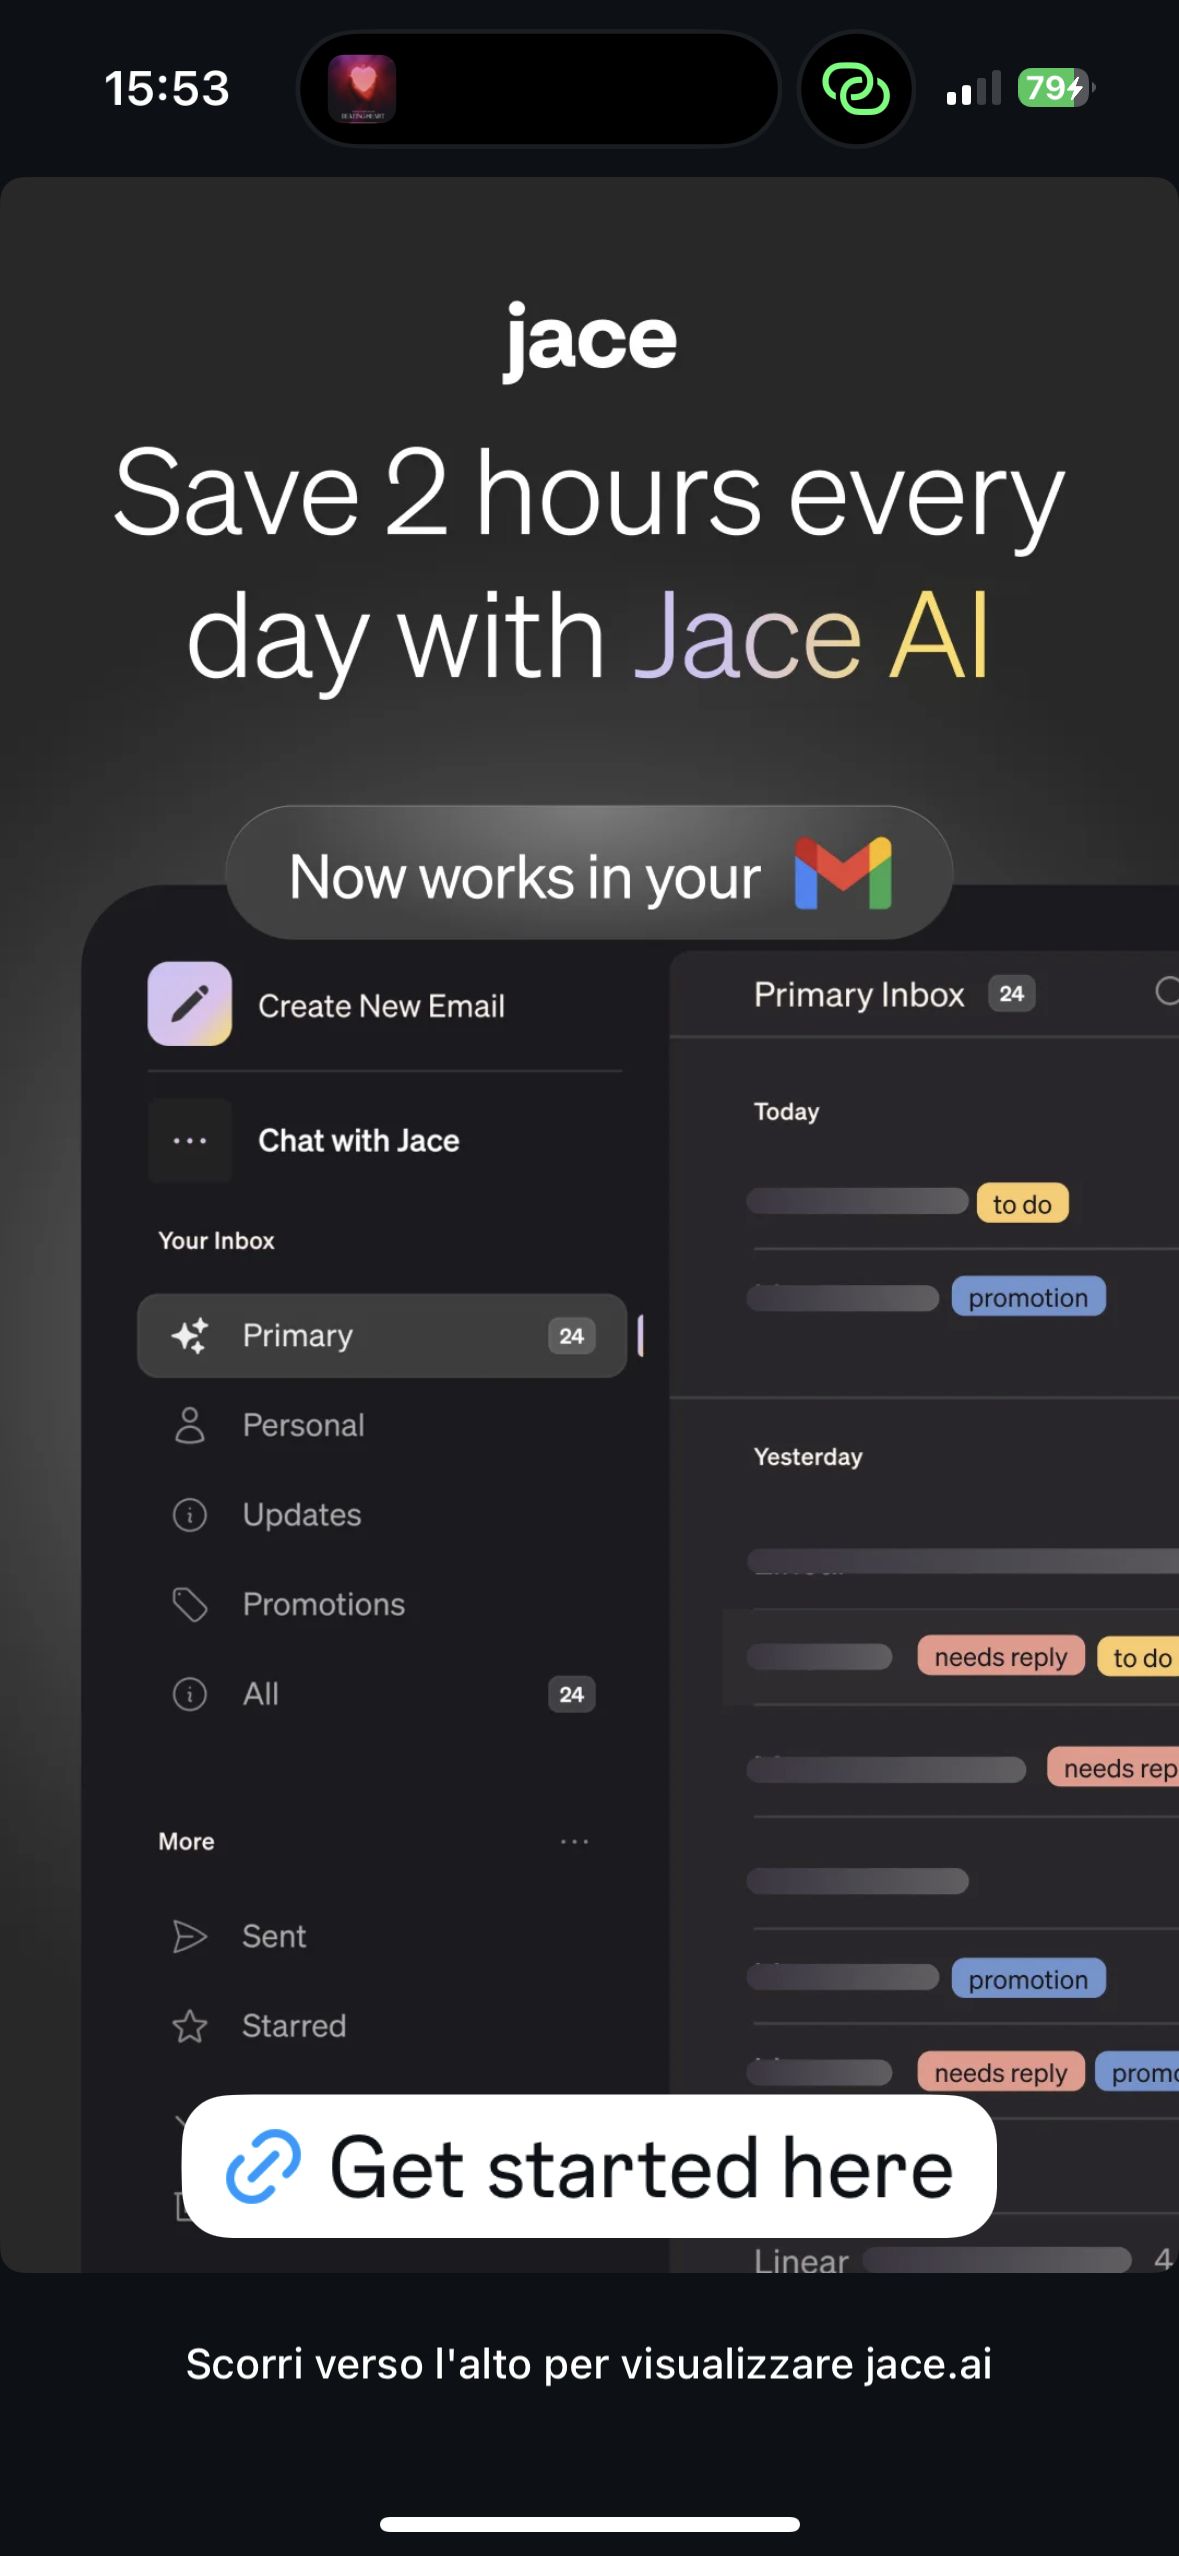 15:53
79
jace
Save 2 hours every
day with Jace AI
Now works in your
Create New Email
Primary Inbox 24
Today
Chat with Jace
to do
Your Inbox
promotion
Primary 24
Personal
Yesterday
Updates
Promotions
needs reply to do
All 24
needs rep
More
Sent
promotion
Starred
needs reply promo
Get started here
Linear 4
Scorri verso l'alto per visualizzare jace.ai